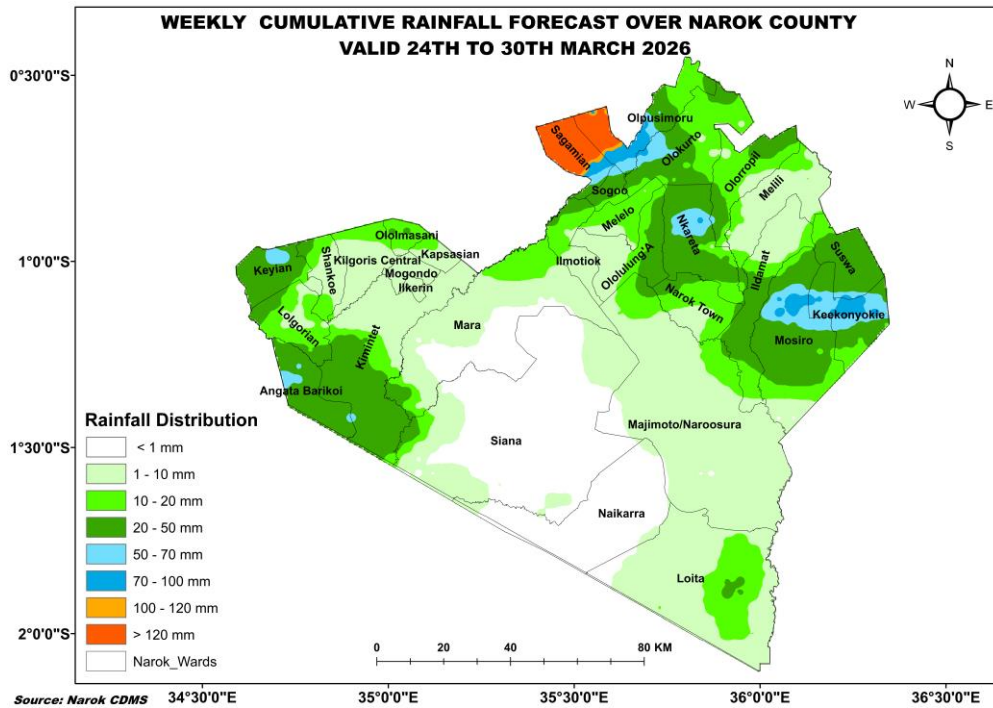 WEEKLY CUMULATIVE RAINFALL FORECAST OVER NAROK COUNTY
VALID 24TH TO 30TH MARCH 2026
0°30'0"S
1°0'0"S
1°30'0"S
2°0'0"S
N
W
E
S
Olpusimoru
Sagamian
Olokurto
Olorropil
Melili
Sogoo
Melelo
Nkareta
Ololmasani
Suswa
Kapsasian
Shankoe
Kilgoris Central
Ilmotiok
Ololulung'A
Ildamat
Keyian
Mogondo
Ilkerin
Narok Town
Keekonyokie
Lolgorian
Mara
Kimintet
Mosiro
Angata Barikoi
Majimoto/Naroosura
Siana
Naikarra
Loita
Rainfall Distribution
< 1 mm
1 - 10 mm
10 - 20 mm
20 - 50 mm
50 - 70 mm
70 - 100 mm
100 - 120 mm
> 120 mm
Narok_Wards
0 20 40 60 80 KM
Source: Narok CDMS
34°30'0"E
35°0'0"E
35°30'0"E
36°0'0"E
36°30'0"E